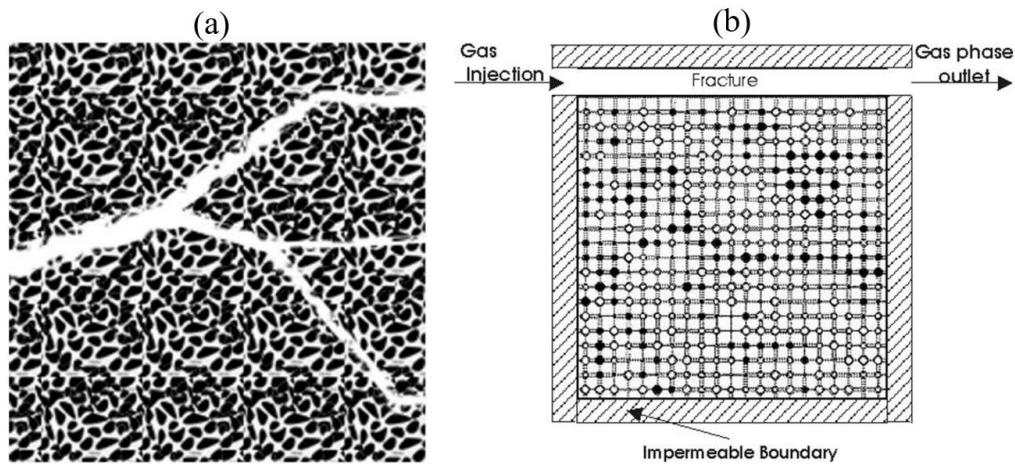 (a)
(b)
Gas
Injection
Fracture
Gas phase
outlet
Impermeable Boundary